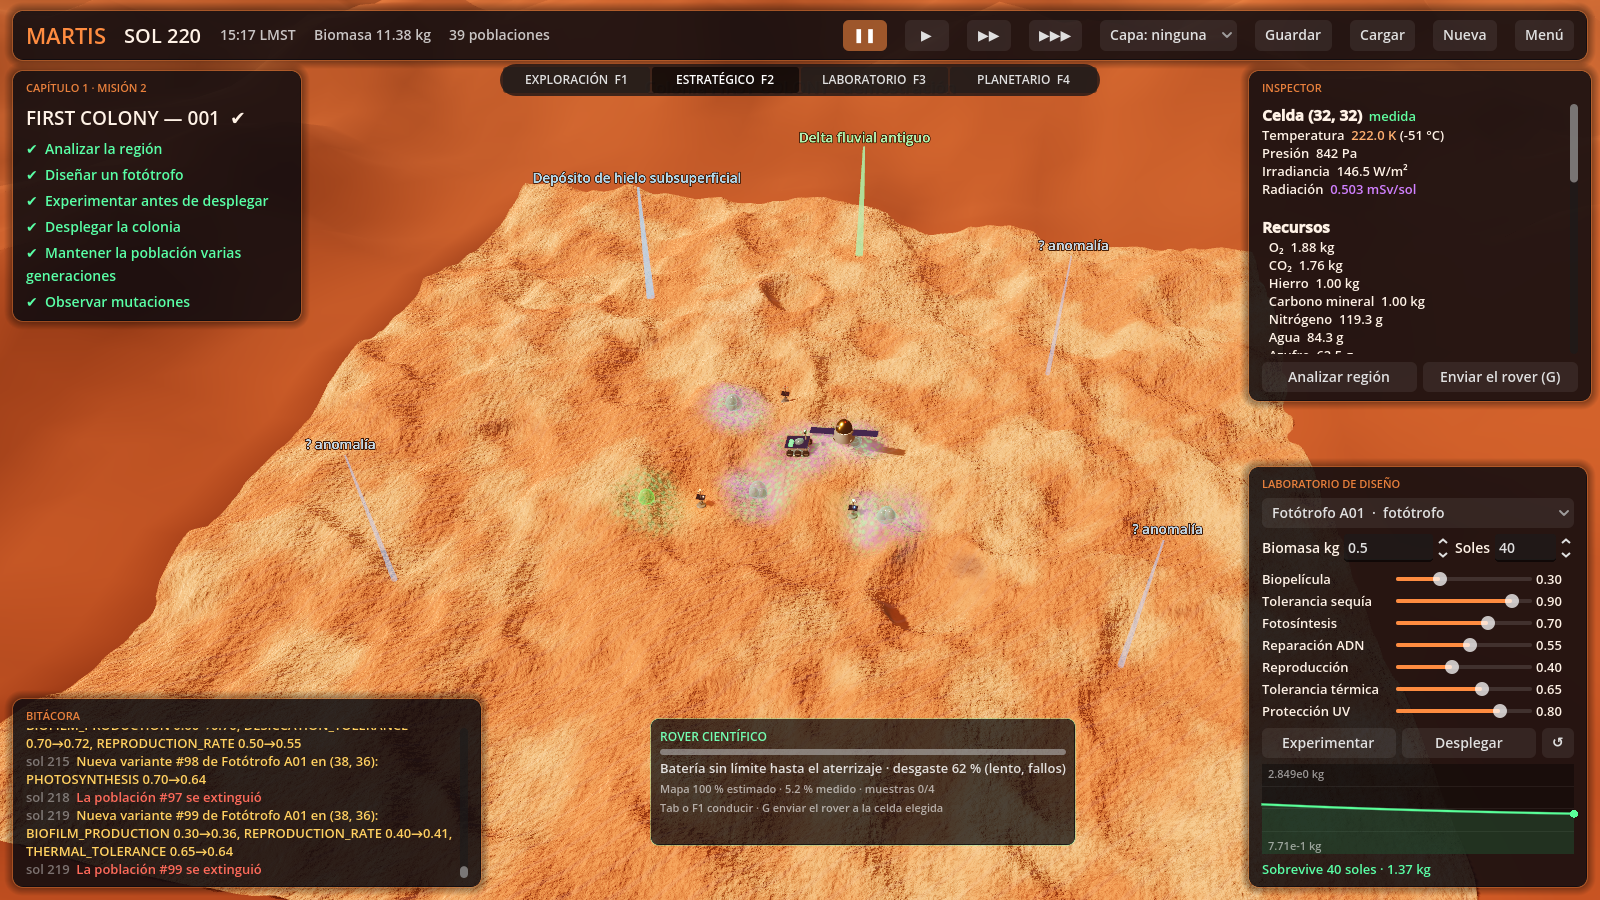 MARTIS SOL 220 15:17 LMST Biomasa 11.38 kg 39 poblaciones Capa: ninguna Guardar Cargar Nueva Menú
EXPLORACIÓN F1 ESTRATÉGICO F2 LABORATORIO F3 PLANETARIO F4
CAPÍTULO 1 · MISIÓN 2
FIRST COLONY — 001 ✔
✔ Analizar la región
✔ Diseñar un fotótrofo
✔ Experimentar antes de desplegar
✔ Desplegar la colonia
✔ Mantener la población varias
generaciones
✔ Observar mutaciones
Delta fluvial antiguo
Depósito de hielo subsuperficial
? anomalía
? anomalía
? anomalía
INSPECTOR
Celda (32, 32) medida
Temperatura 222.0 K (-51 °C)
Presión 842 Pa
Irradiancia 146.5 W/m²
Radiación 0.503 mSv/sol
Recursos
O₂ 1.88 kg
CO₂ 1.76 kg
Hierro 1.00 kg
Carbono mineral 1.00 kg
Nitrógeno 119.3 g
Agua 84.3 g
Analizar región Enviar el rover (G)
LABORATORIO DE DISEÑO
Fotótrofo A01 · fotótrofo
Biomasa kg 0.5 Soles 40
Biopelícula 0.30
Tolerancia sequía 0.90
Fotosíntesis 0.70
Reparación ADN 0.55
Reproducción 0.40
Tolerancia térmica 0.65
Protección UV 0.80
Experimentar Desplegar ↺
2.849e0 kg
7.71e-1 kg
Sobrevive 40 soles · 1.37 kg
BITÁCORA
0.70→0.72, REPRODUCTION_RATE 0.50→0.55
sol 215 Nueva variante #98 de Fotótrofo A01 en (38, 36):
PHOTOSYNTHESIS 0.70→0.64
sol 218 La población #97 se extinguió
sol 219 Nueva variante #99 de Fotótrofo A01 en (38, 36):
BIOFILM_PRODUCTION 0.30→0.36, REPRODUCTION_RATE 0.40→0.41,
THERMAL_TOLERANCE 0.65→0.64
sol 219 La población #99 se extinguió
ROVER CIENTÍFICO
Batería sin límite hasta el aterrizaje · desgaste 62 % (lento, fallos)
Mapa 100 % estimado · 5.2 % medido · muestras 0/4
Tab o F1 conducir · G enviar el rover a la celda elegida